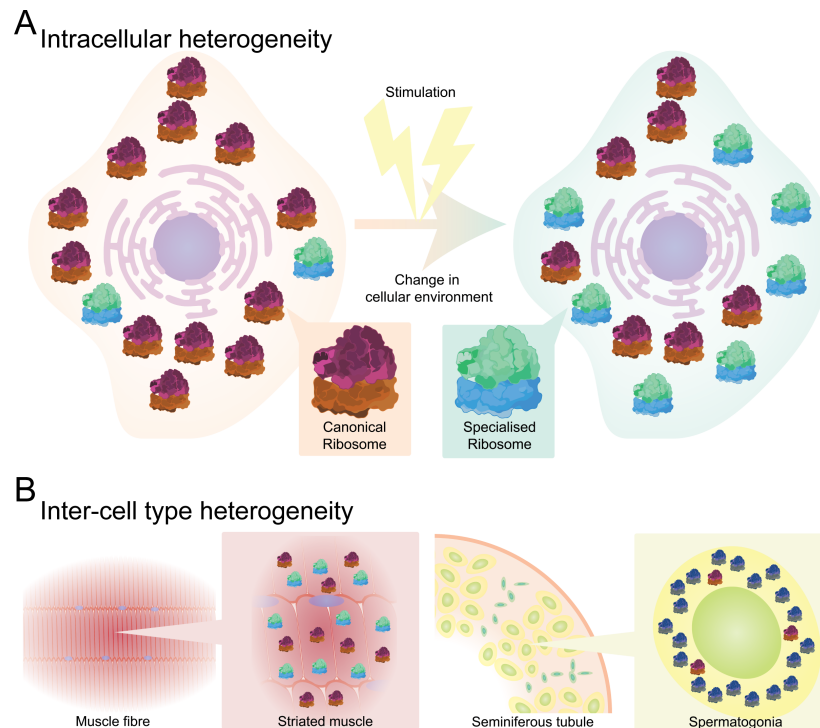 A
Intracellular heterogeneity
Stimulation
Change in
cellular environment
Canonical
Ribosome
Specialised
Ribosome
B
Inter-cell type heterogeneity
Muscle fibre
Striated muscle
Seminiferous tubule
Spermatogonia